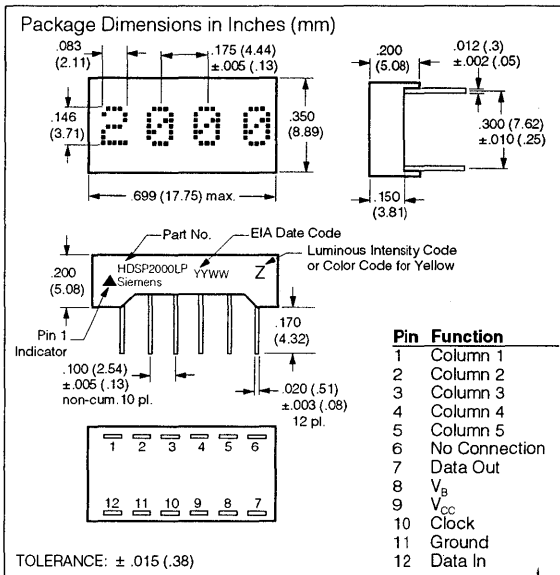 Package Dimensions in Inches (mm)
.083
(2.11)
.175 (4.44)
±.005 (.13)
.146
(3.71)
2000
.350
(8.89)
.699 (17.75) max.
.200
(5.08)
.012 (.3)
±.002 (.05)
.300 (7.62)
±.010 (.25)
.150
(3.81)
Part No.
EIA Date Code
Luminous Intensity Code
or Color Code for Yellow
.200
(5.08)
HDSP2000LP YYWW Z
Siemens
Pin 1
Indicator
.170
(4.32)
.100 (2.54)
±.005 (.13)
non-cum. 10 pl.
.020 (.51)
±.003 (.08)
12 pl.
1 2 3 4 5 6
12 11 10 9 8 7
TOLERANCE: ± .015 (.38)
Pin Function
1 Column 1
2 Column 2
3 Column 3
4 Column 4
5 Column 5
6 No Connection
7 Data Out
8 VB
9 VCC
10 Clock
11 Ground
12 Data In